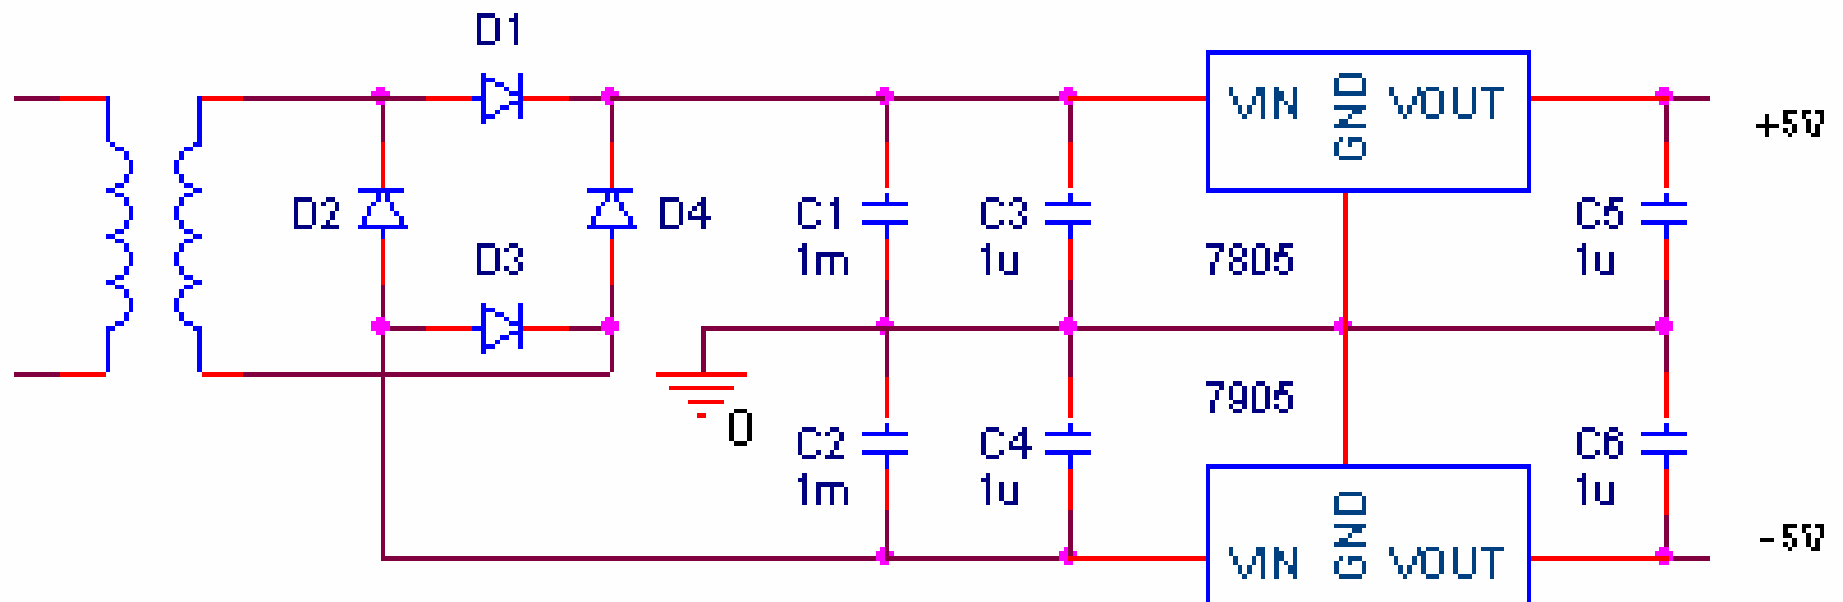 D1
VIN GND VOUT
+5V
D2
D4
C1
1m
C3
1u
C5
1u
D3
7805
7905
0
C2
1m
C4
1u
C6
1u
VIN GND VOUT
-5V